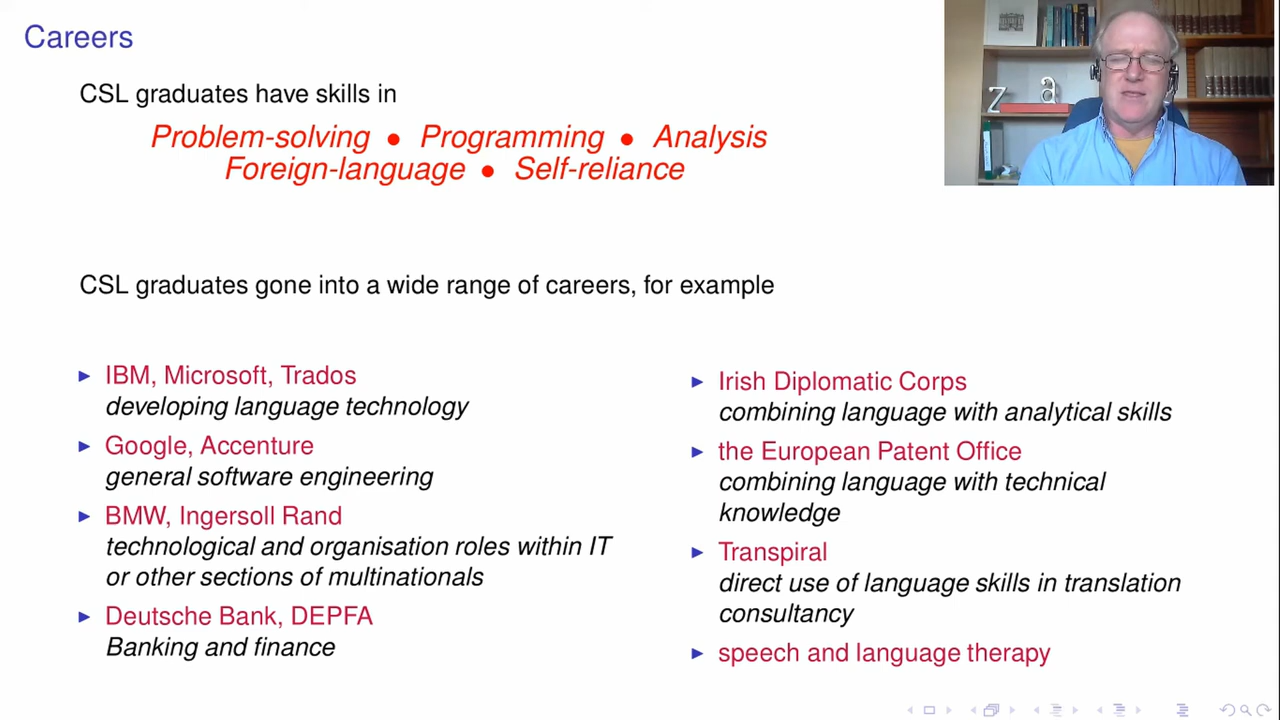 Careers
CSL graduates have skills in
Problem-solving • Programming • Analysis
Foreign-language • Self-reliance
CSL graduates gone into a wide range of careers, for example
IBM, Microsoft, Trados
developing language technology
Google, Accenture
general software engineering
BMW, Ingersoll Rand
technological and organisation roles within IT
or other sections of multinationals
Deutsche Bank, DEPFA
Banking and finance
Irish Diplomatic Corps
combining language with analytical skills
the European Patent Office
combining language with technical
knowledge
Transpiral
direct use of language skills in translation
consultancy
speech and language therapy
z a